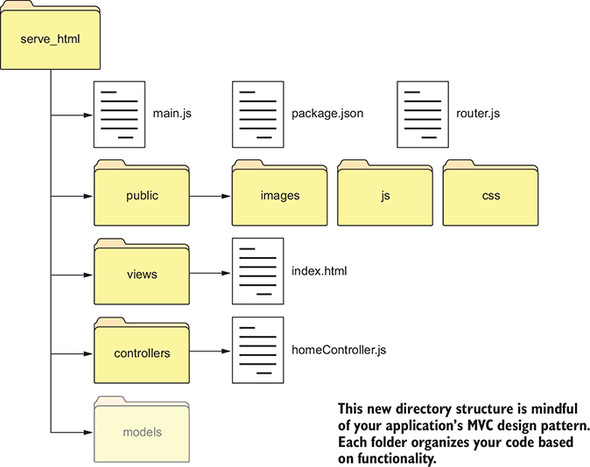 serve_html
main.js
package.json
router.js
public
images
js
css
views
index.html
controllers
homeController.js
models
This new directory structure is mindful
of your application's MVC design pattern.
Each folder organizes your code based
on functionality.